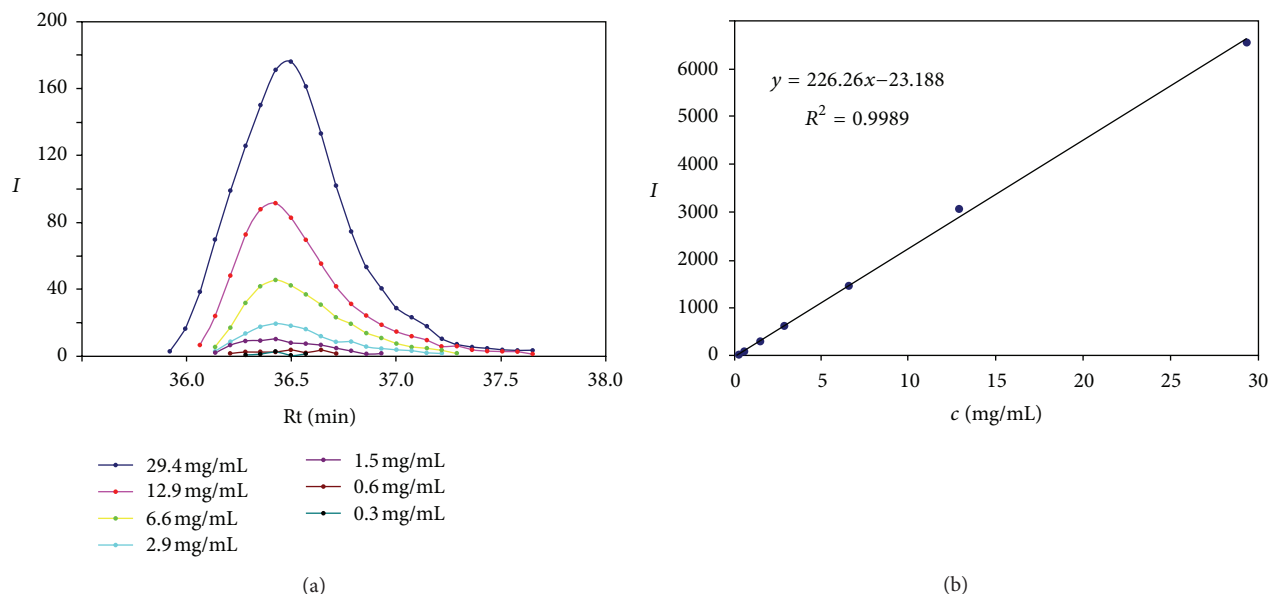 200
160
120
80
40
0
I
36.0 36.5 37.0 37.5 38.0
Rt (min)
29.4 mg/mL
12.9 mg/mL
6.6 mg/mL
2.9 mg/mL
1.5 mg/mL
0.6 mg/mL
0.3 mg/mL
(a)
y = 226.26x−23.188
R² = 0.9989
6000
5000
4000
3000
2000
1000
0
I
0 5 10 15 20 25 30
c (mg/mL)
(b)